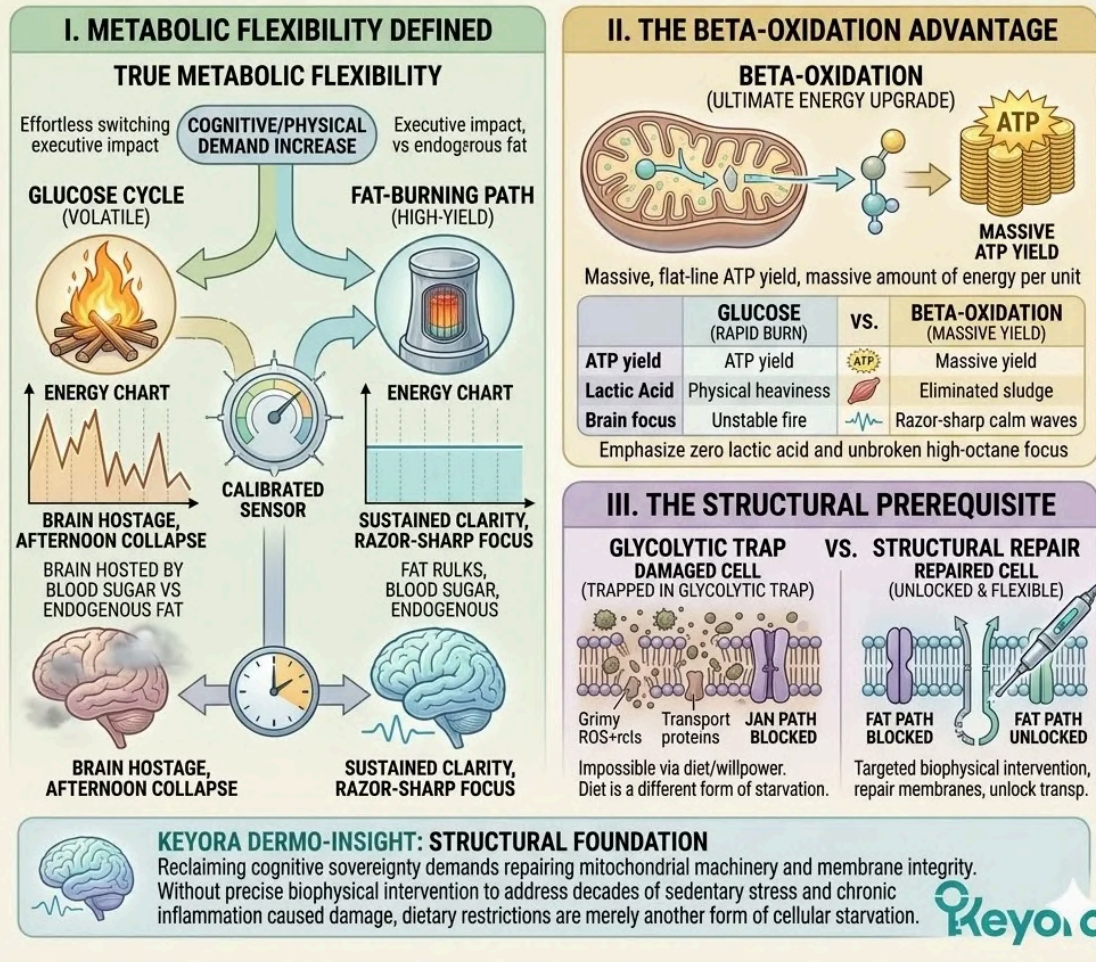 I. METABOLIC FLEXIBILITY DEFINED
TRUE METABOLIC FLEXIBILITY
Effortless switching
executive impact
COGNITIVE/PHYSICAL
DEMAND INCREASE
Executive impact,
vs endogerous fat
GLUCOSE CYCLE
(VOLATILE)
FAT-BURNING PATH
(HIGH-YIELD)
ENERGY CHART
ENERGY CHART
CALIBRATED
SENSOR
BRAIN HOSTAGE,
AFTERNOON COLLAPSE
SUSTAINED CLARITY,
RAZOR-SHARP FOCUS
BRAIN HOSTED BY
BLOOD SUGAR VS
ENDOGENOUS FAT
FAT RULKS,
BLOOD SUGAR,
ENDOGENOUS
BRAIN HOSTAGE,
AFTERNOON COLLAPSE
SUSTAINED CLARITY,
RAZOR-SHARP FOCUS
II. THE BETA-OXIDATION ADVANTAGE
BETA-OXIDATION
(ULTIMATE ENERGY UPGRADE)
ATP
MASSIVE
ATP YIELD
Massive, flat-line ATP yield, massive amount of energy per unit
GLUCOSE
(RAPID BURN)
VS.
BETA-OXIDATION
(MASSIVE YIELD)
ATP yield ATP yield ATP Massive yield
Lactic Acid Physical heaviness Eliminated sludge
Brain focus Unstable fire Razor-sharp calm waves
Emphasize zero lactic acid and unbroken high-octane focus
III. THE STRUCTURAL PREREQUISITE
GLYCOLYTIC TRAP VS. STRUCTURAL REPAIR
DAMAGED CELL
(TRAPPED IN GLYCOLYTIC TRAP)
REPAIRED CELL
(UNLOCKED & FLEXIBLE)
Grimy
ROS+rcls
Transport
proteins
JAN PATH
BLOCKED
FAT PATH
BLOCKED
FAT PATH
UNLOCKED
Impossible via diet/willpower.
Diet is a different form of starvation.
Targeted biophysical intervention,
repair membranes, unlock transp.
KEYORA DERMO-INSIGHT: STRUCTURAL FOUNDATION
Reclaiming cognitive sovereignty demands repairing mitochondrial machinery and membrane integrity.
Without precise biophysical intervention to address decades of sedentary stress and chronic
inflammation caused damage, dietary restrictions are merely another form of cellular starvation.
Keyora